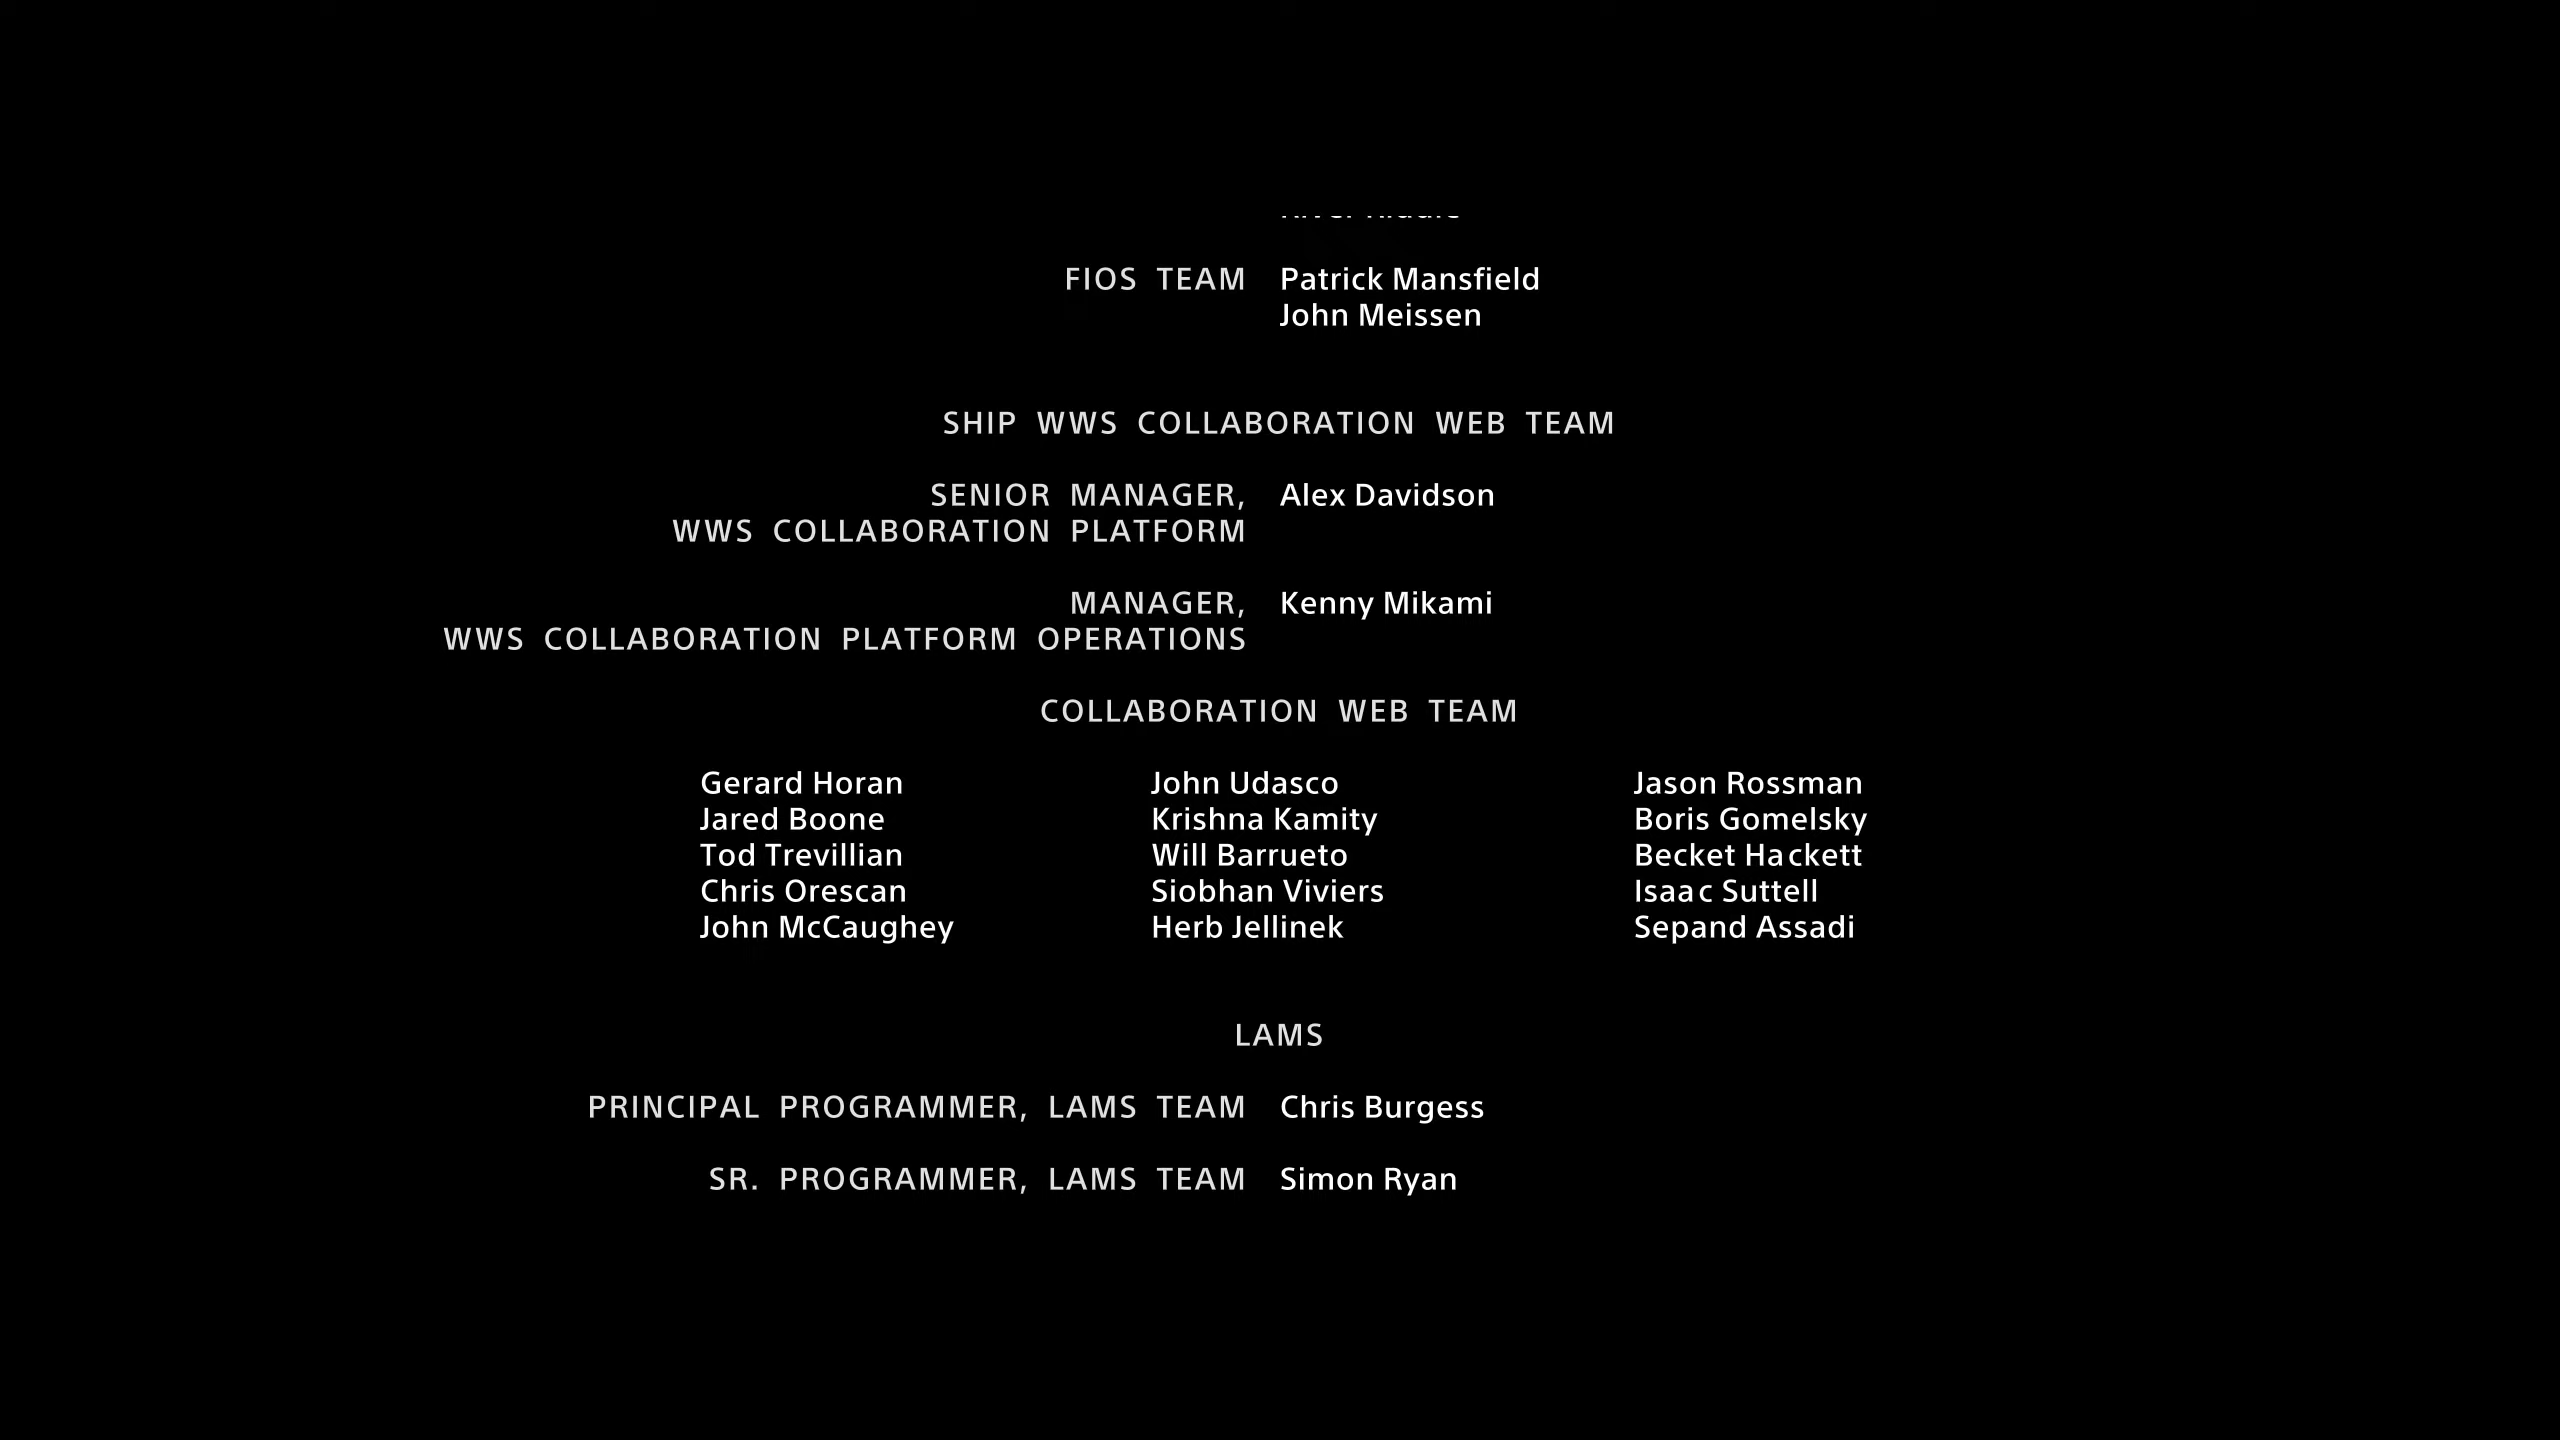 FIOS TEAM Patrick Mansfield
John Meissen
SHIP WWS COLLABORATION WEB TEAM
SENIOR MANAGER, Alex Davidson
WWS COLLABORATION PLATFORM
MANAGER, Kenny Mikami
WWS COLLABORATION PLATFORM OPERATIONS
COLLABORATION WEB TEAM
Gerard Horan John Udasco Jason Rossman
Jared Boone Krishna Kamity Boris Gomelsky
Tod Trevillian Will Barrueto Becket Hackett
Chris Orescan Siobhan Viviers Isaac Suttell
John McCaughey Herb Jellinek Sepand Assadi
LAMS
PRINCIPAL PROGRAMMER, LAMS TEAM Chris Burgess
SR. PROGRAMMER, LAMS TEAM Simon Ryan